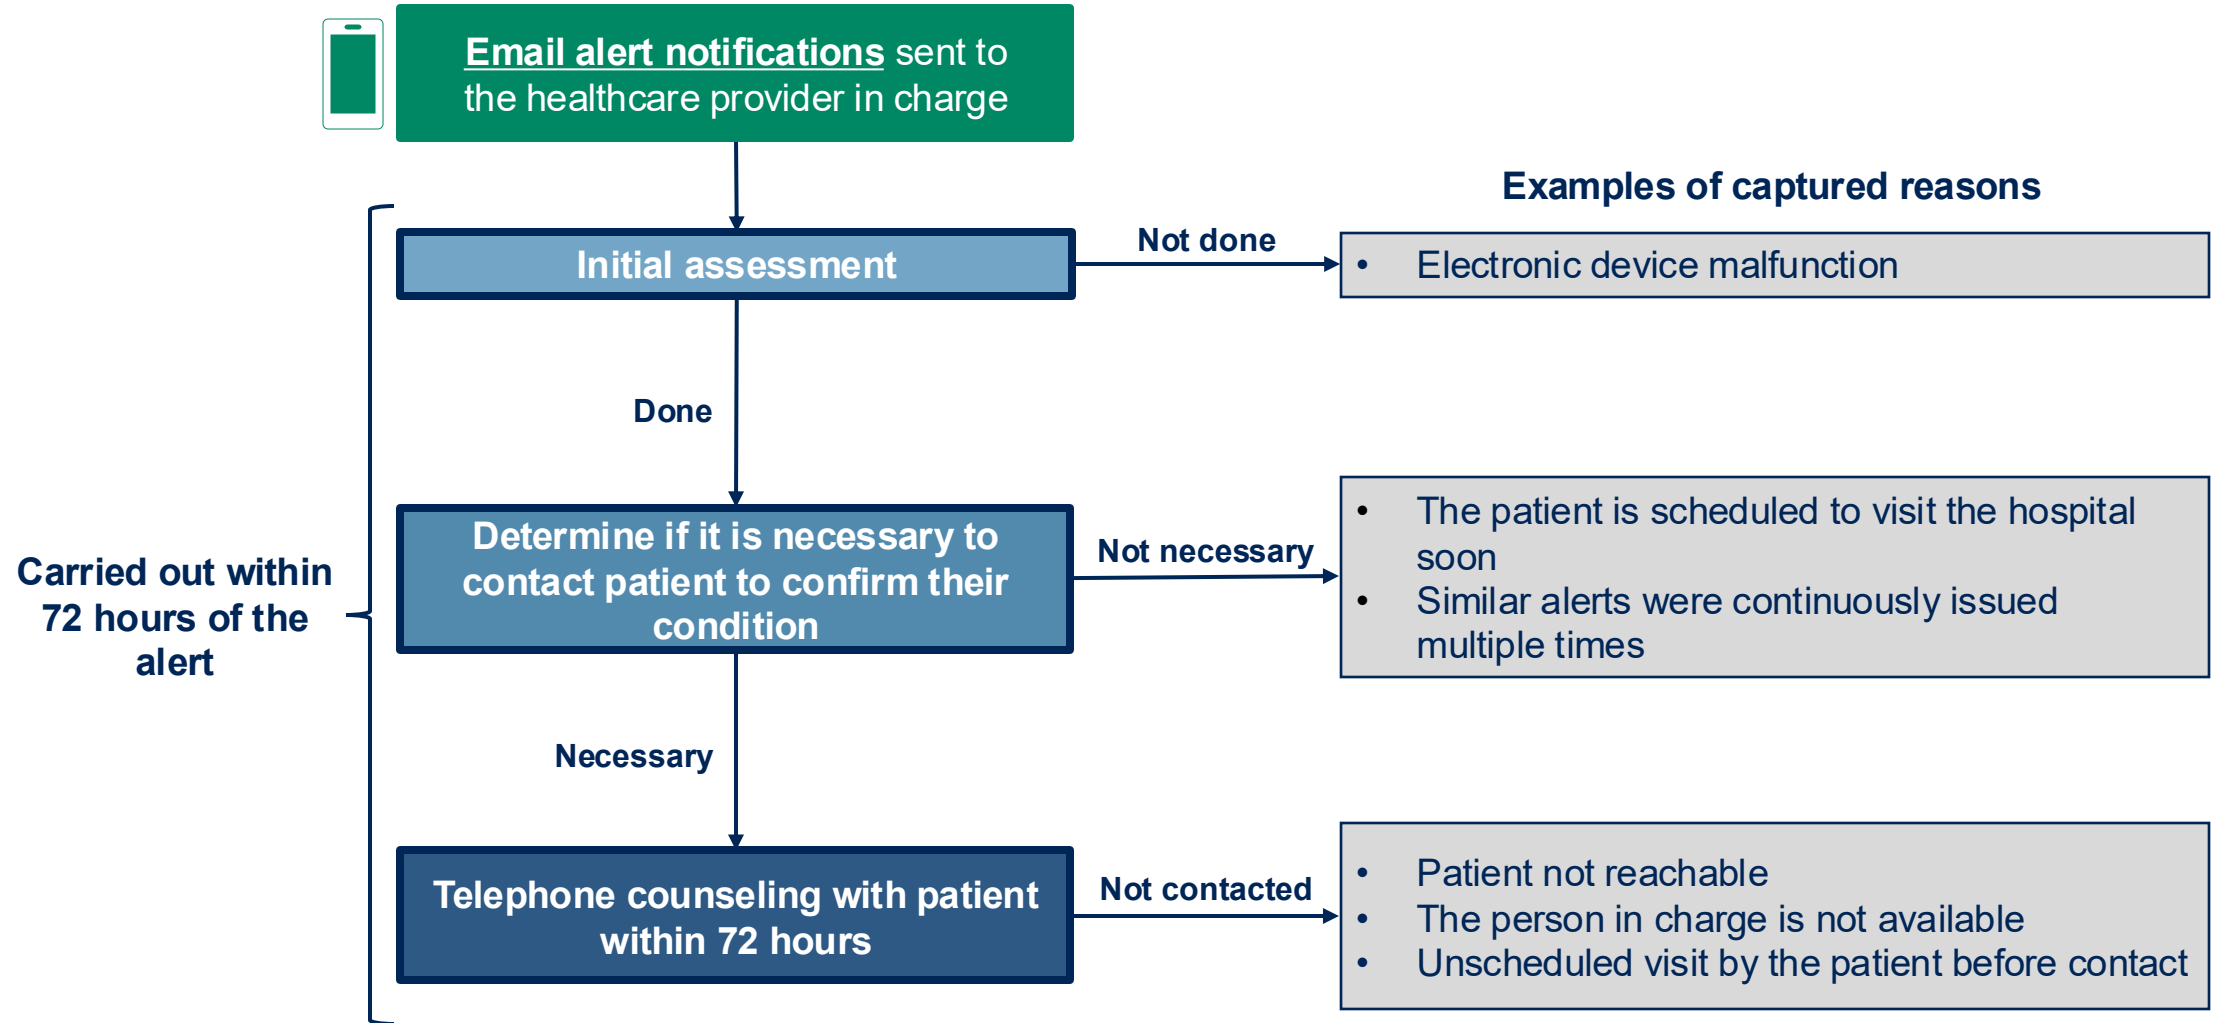 Email alert notifications sent to
the healthcare provider in charge
Examples of captured reasons
Initial assessment
Not done
• Electronic device malfunction
Done
Carried out within
72 hours of the
alert
Determine if it is necessary to
contact patient to confirm their
condition
Not necessary
• The patient is scheduled to visit the hospital
soon
• Similar alerts were continuously issued
multiple times
Necessary
Telephone counseling with patient
within 72 hours
Not contacted
• Patient not reachable
• The person in charge is not available
• Unscheduled visit by the patient before contact